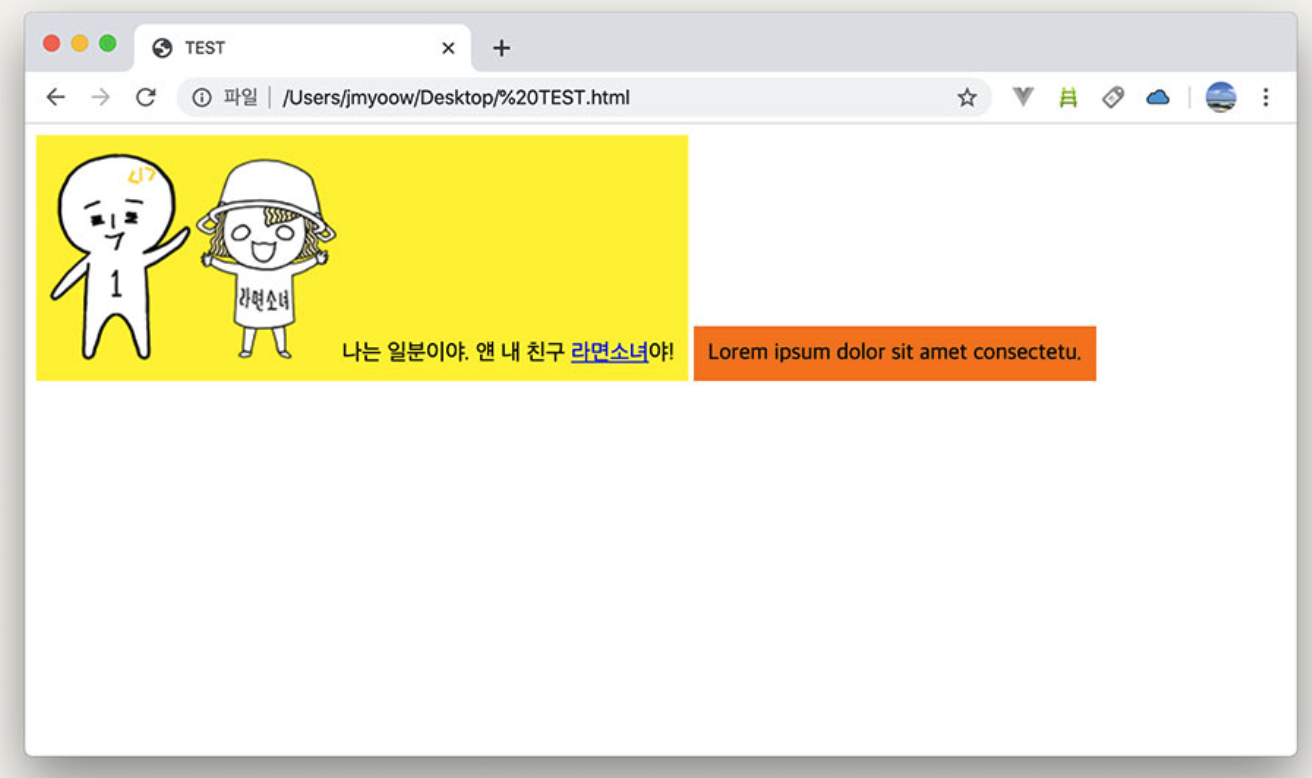 TEST
파일 /Users/jmyoow/Desktop/%20TEST.html
1
라면소녀
나는 일분이야. 얜 내 친구 라면소녀야!
Lorem ipsum dolor sit amet consectetu.